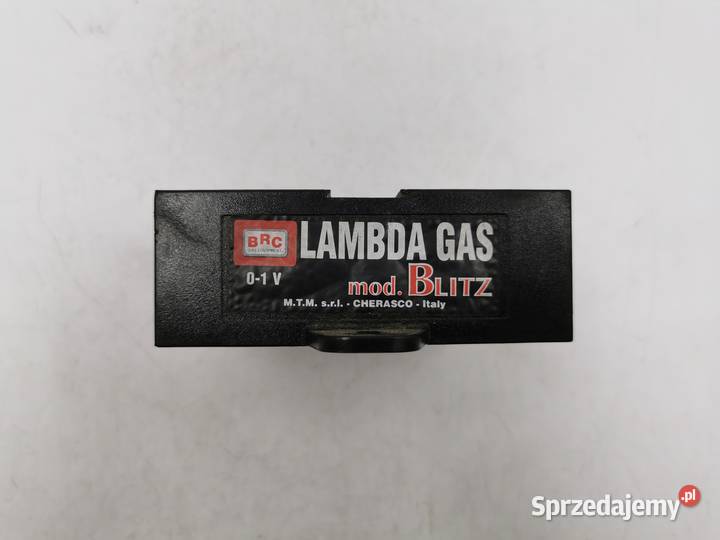 BRC
LAMBDA GAS
0-1 V
mod. BLITZ
M.T.M. s.r.l. - CHERASCO - Italy
Sprzedajemy.pl